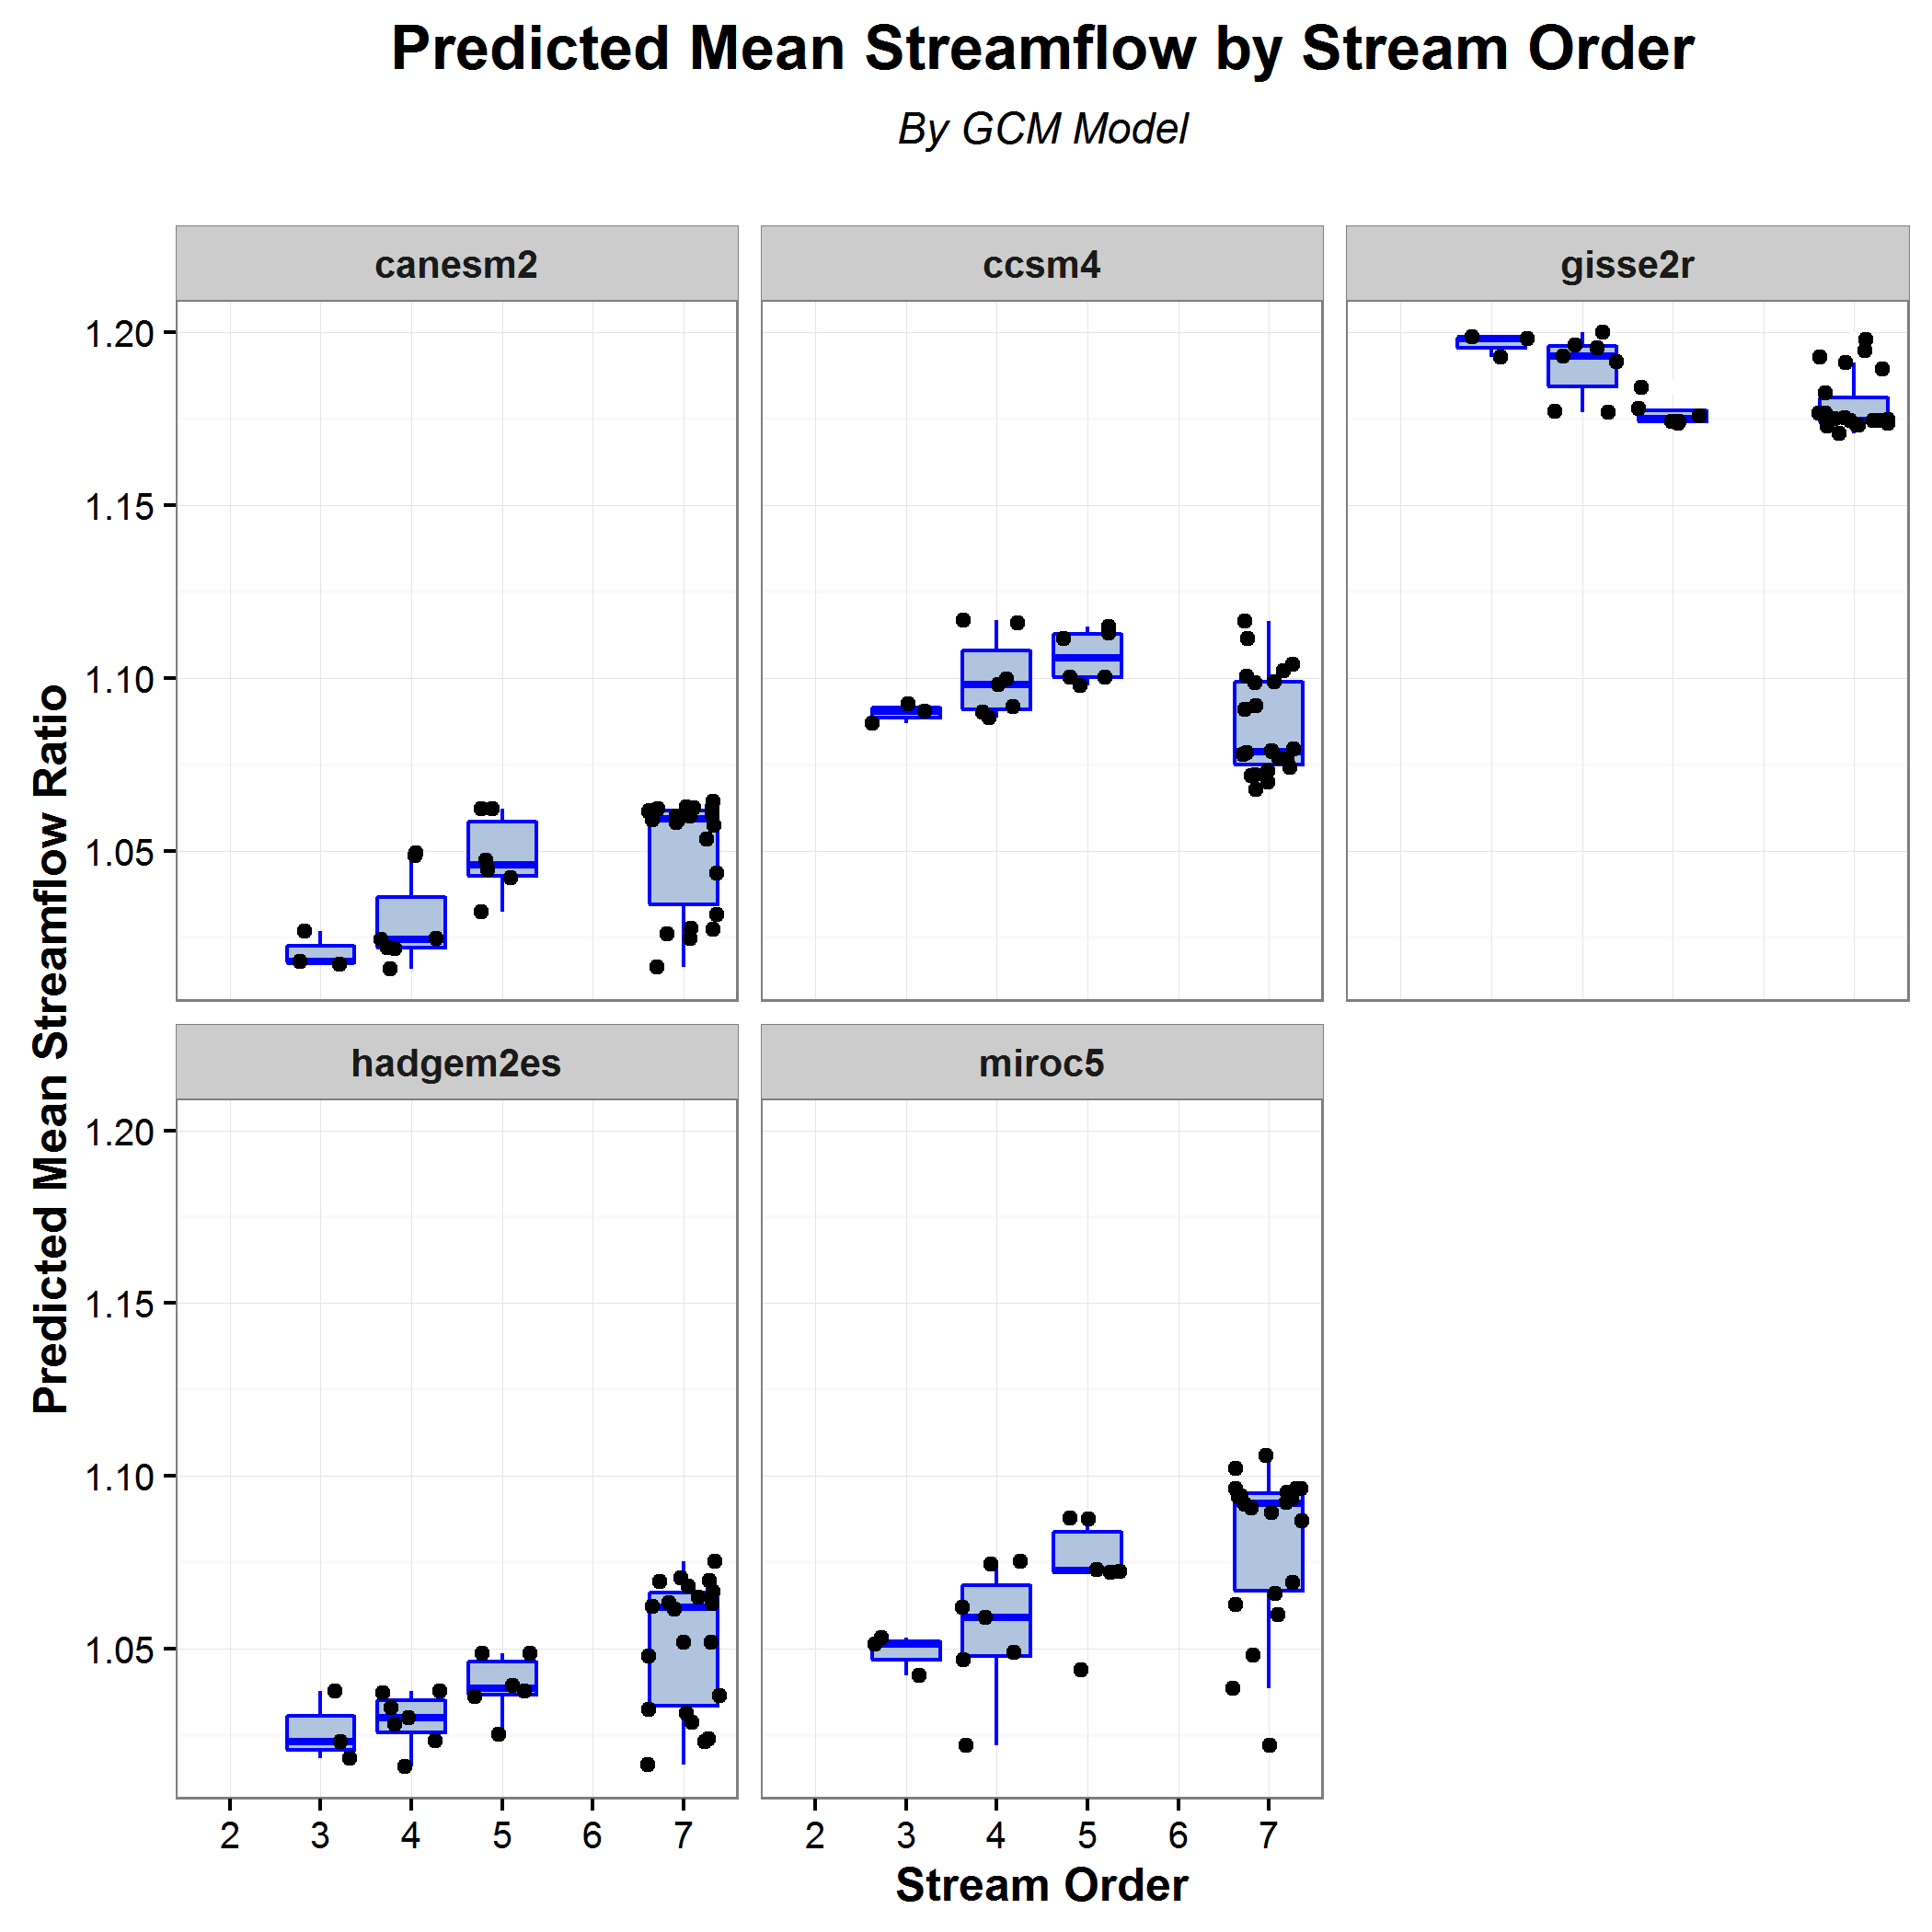 Predicted Mean Streamflow by Stream Order
By GCM Model
canesm2
ccsm4
gisse2r
1.20
1.15
1.10
1.05
hadgem2es
miroc5
1.20
1.15
1.10
1.05
Predicted Mean Streamflow Ratio
2 3 4 5 6 7
2 3 4 5 6 7
Stream Order